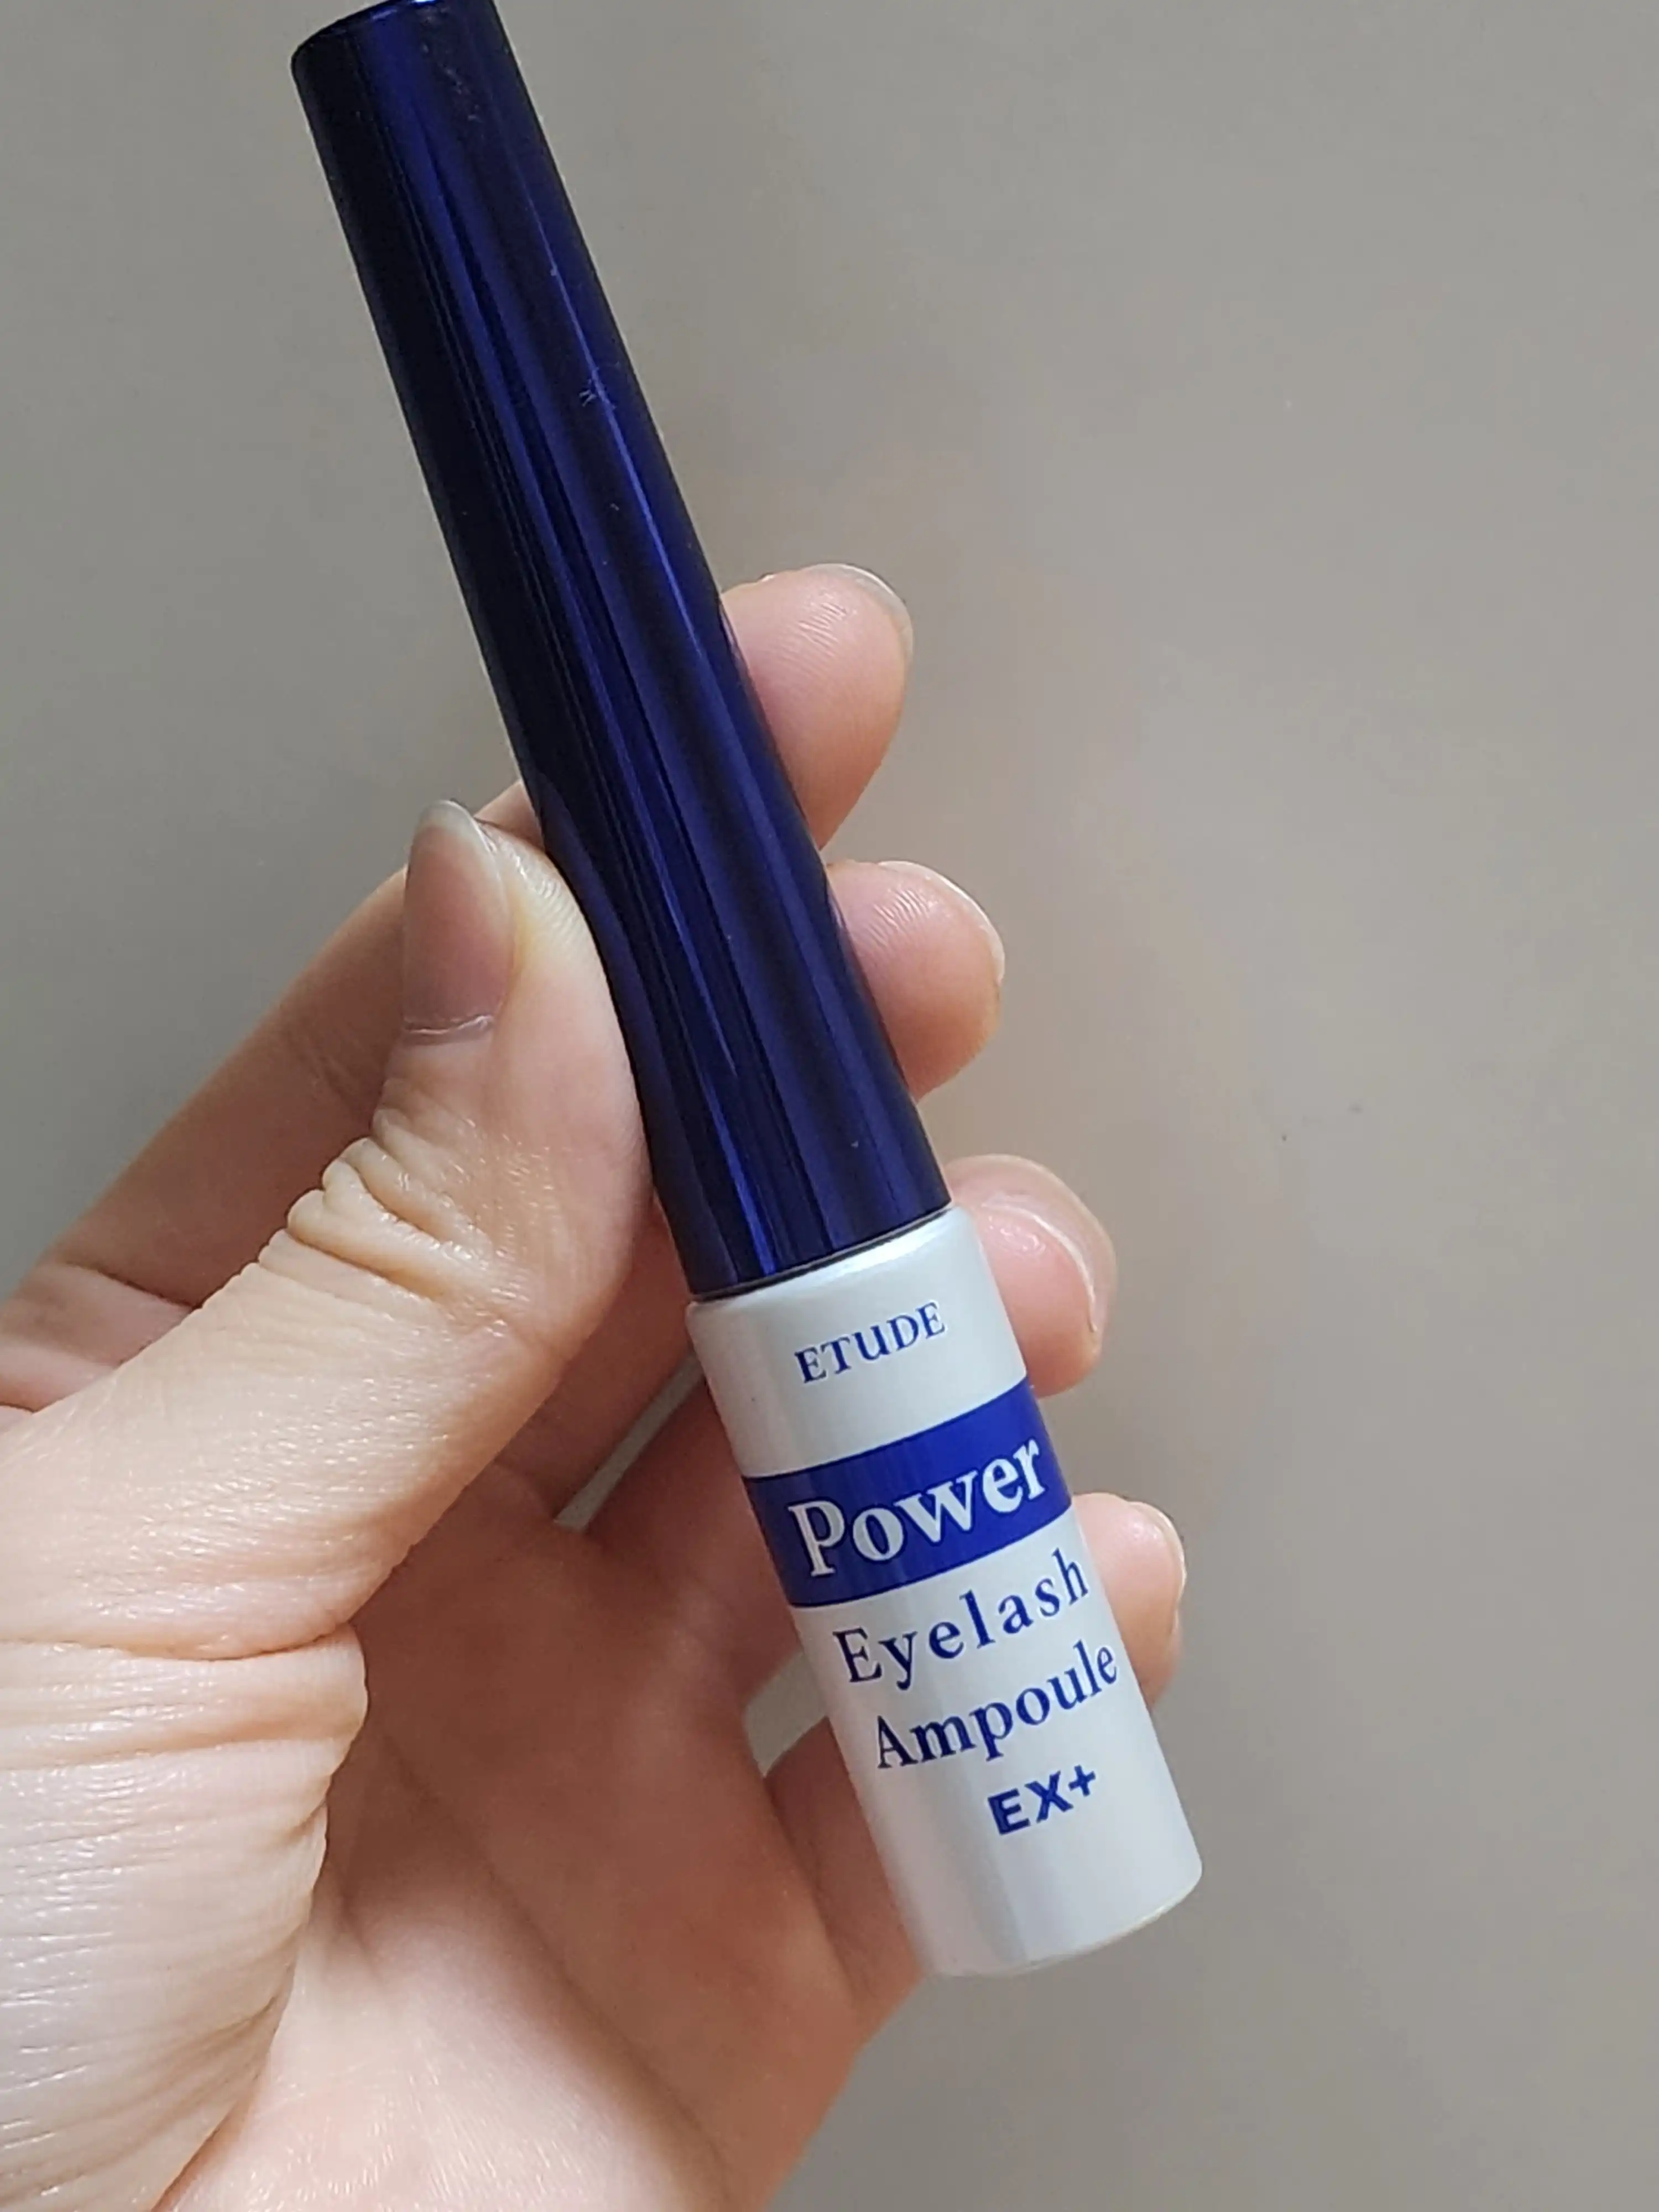 ETUDE
Power
Eyelash
Ampoule
EX+